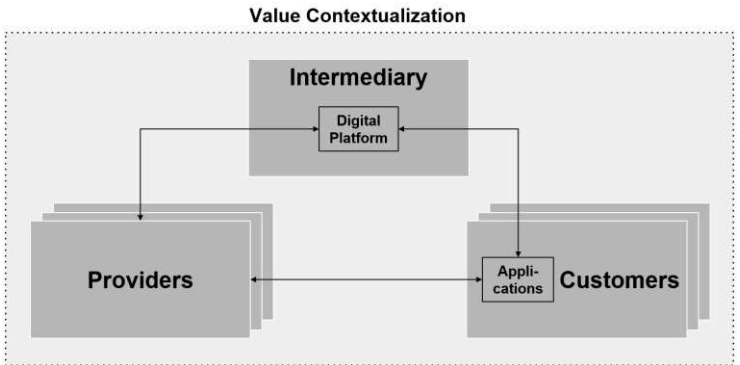 Value Contextualization
Intermediary
Digital
Platform
Providers
Appli-
cations
Customers